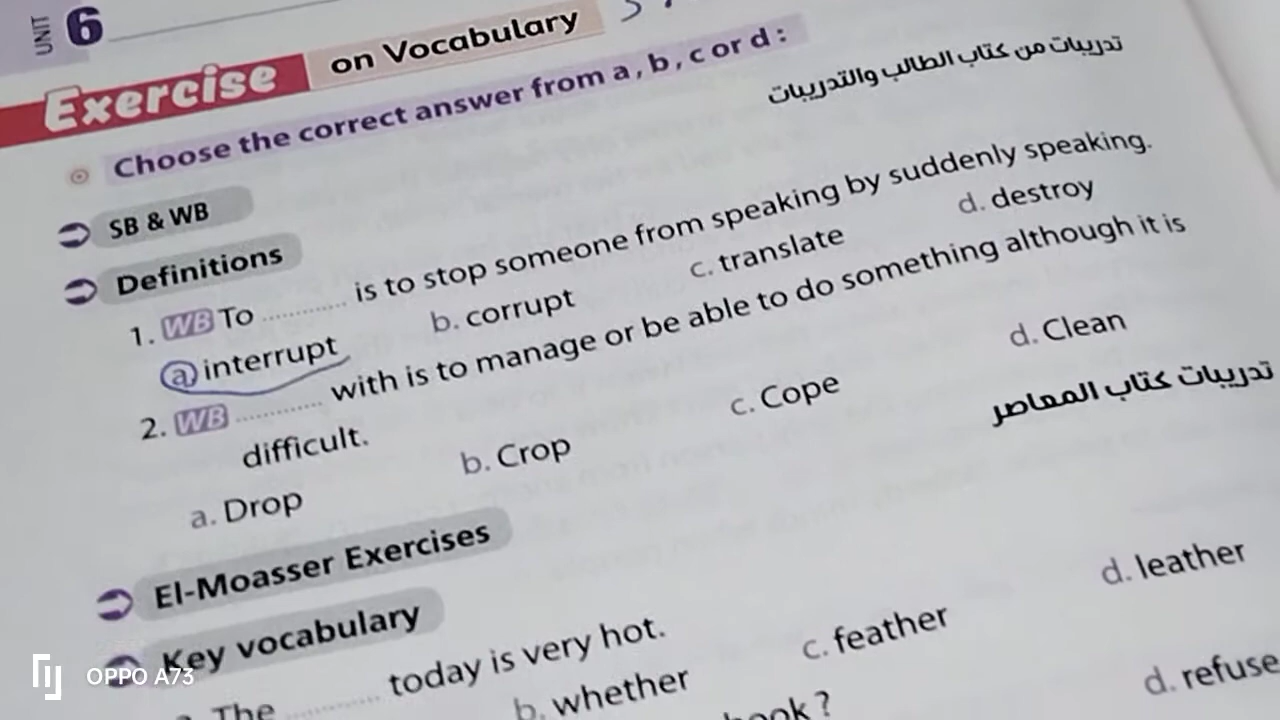 UNIT 6
Exercise on Vocabulary
Choose the correct answer from a, b, c or d :
تدريبات من كتاب الطالب والتدريبات
SB & WB
Definitions
1. WB To ............ is to stop someone from speaking by suddenly speaking.
a interrupt b. corrupt c. translate d. destroy
2. WB ............ with is to manage or be able to do something although it is
difficult.
a. Drop b. Crop c. Cope d. Clean
تدريبات كتاب المعاصر
El-Moasser Exercises
Key vocabulary
The ............ today is very hot.
b. whether c. feather d. leather
d. refuse
OPPO A73